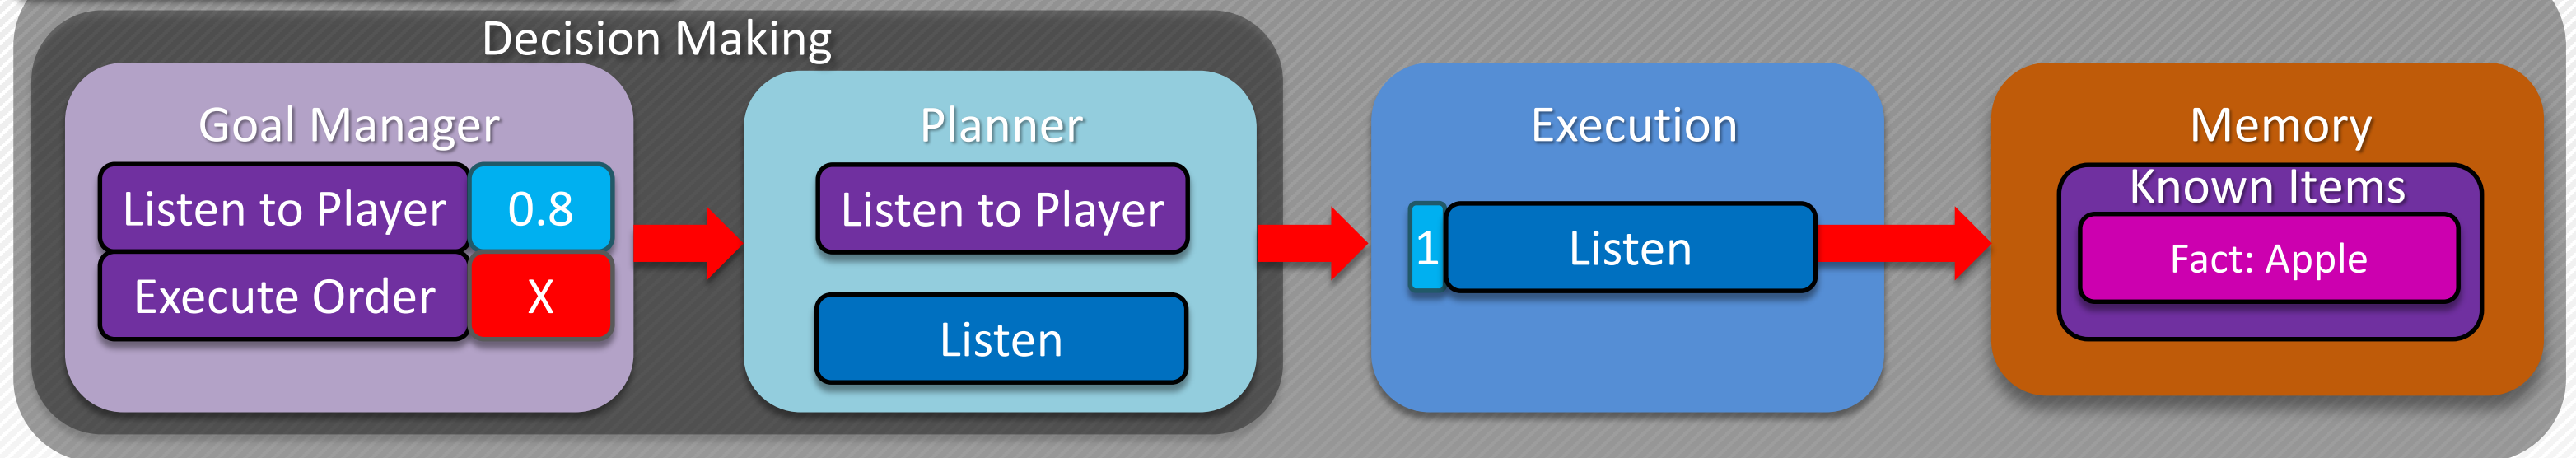 Decision Making
Goal Manager
Listen to Player 0.8
Execute Order X
Planner
Listen to Player
Listen
Execution
1 Listen
Memory
Known Items
Fact: Apple